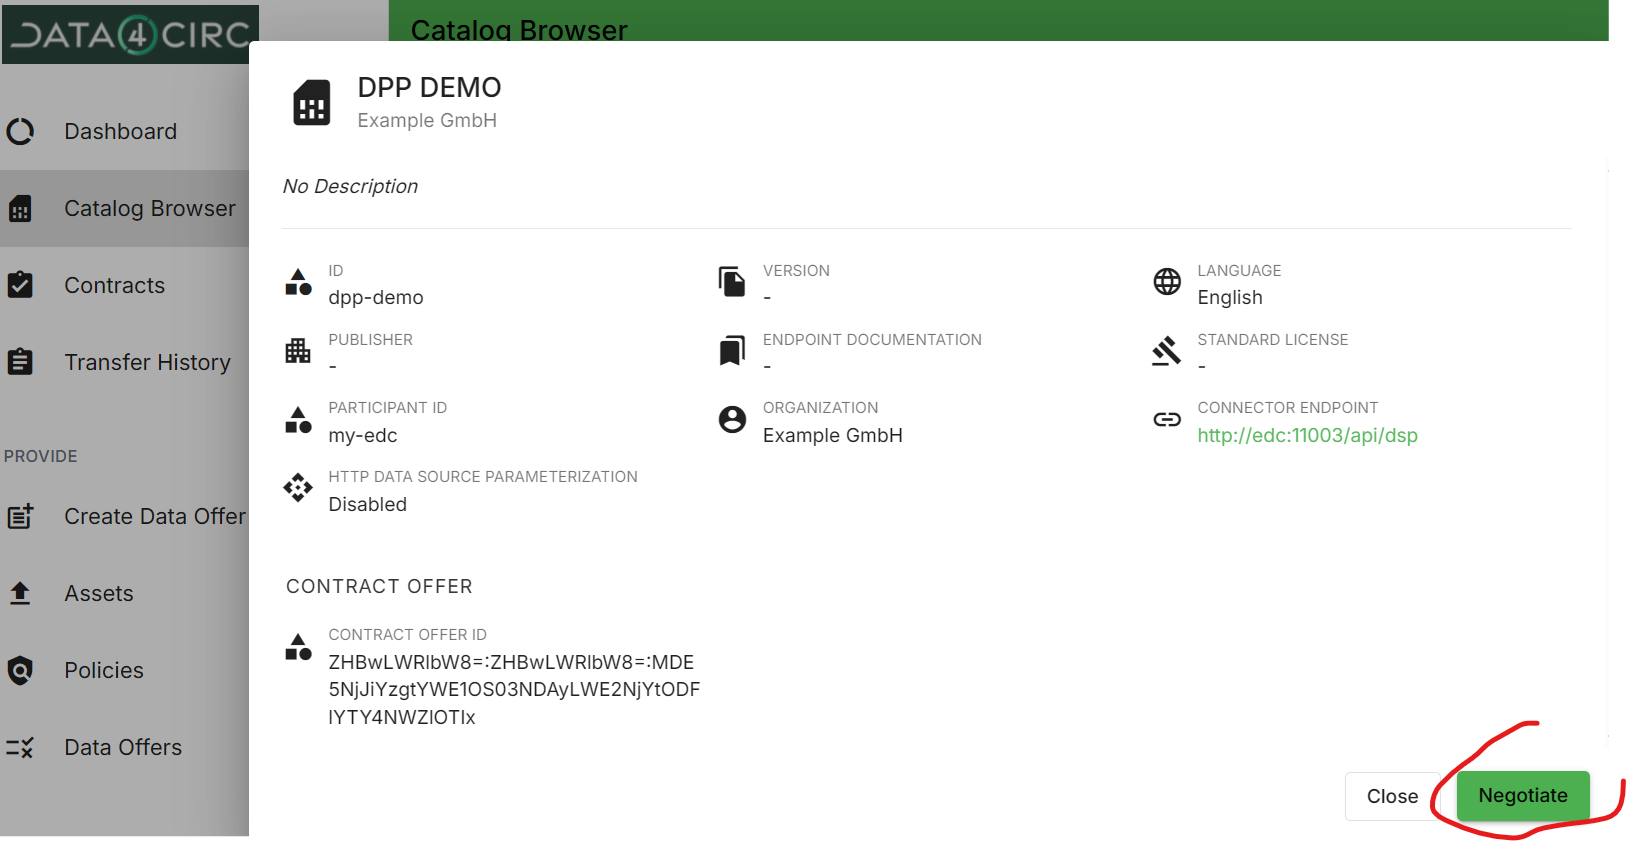 DATA4CIRC
Catalog Browser
Dashboard
Catalog Browser
Contracts
Transfer History
PROVIDE
Create Data Offer
Assets
Policies
Data Offers
DPP DEMO
Example GmbH
No Description
ID
dpp-demo
VERSION
-
LANGUAGE
English
PUBLISHER
-
ENDPOINT DOCUMENTATION
-
STANDARD LICENSE
-
PARTICIPANT ID
my-edc
ORGANIZATION
Example GmbH
CONNECTOR ENDPOINT
http://edc:11003/api/dsp
HTTP DATA SOURCE PARAMETERIZATION
Disabled
CONTRACT OFFER
CONTRACT OFFER ID
ZHBwLWRlbW8=:ZHBwLWRlbW8=:MDE
5NjJiYzgtYWE1OS03NDAyLWE2NjYtODF
lYTY4NWZlOTIx
Close
Negotiate